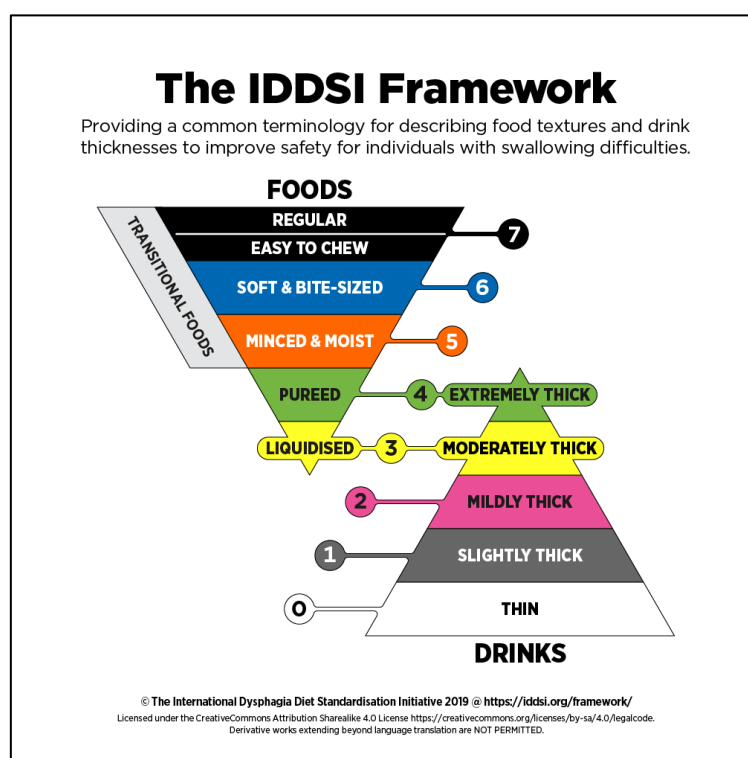 The IDDSI Framework
Providing a common terminology for describing food textures and drink
thicknesses to improve safety for individuals with swallowing difficulties.
FOODS
TRANSITIONAL FOODS
REGULAR
EASY TO CHEW
7
SOFT & BITE-SIZED
6
MINCED & MOIST
5
PUREED
4
EXTREMELY THICK
LIQUIDISED
3
MODERATELY THICK
2
MILDLY THICK
1
SLIGHTLY THICK
0
THIN
DRINKS
© The International Dysphagia Diet Standardisation Initiative 2019 @ https://iddsi.org/framework/
Licensed under the CreativeCommons Attribution Sharealike 4.0 License https://creativecommons.org/licenses/by-sa/4.0/legalcode.
Derivative works extending beyond language translation are NOT PERMITTED.